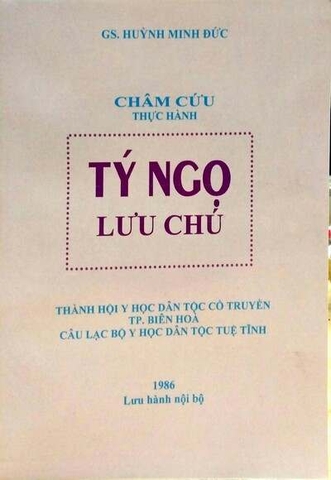 GS. HUỲNH MINH ĐỨC
CHÂM CỨU
THỰC HÀNH
TÝ NGỌ
LƯU CHÚ
THÀNH HỘI Y HỌC DÂN TỘC CỔ TRUYỀN
TP. BIÊN HOÀ
CÂU LẠC BỘ Y HỌC DÂN TỘC TUỆ TĨNH
1986
Lưu hành nội bộ